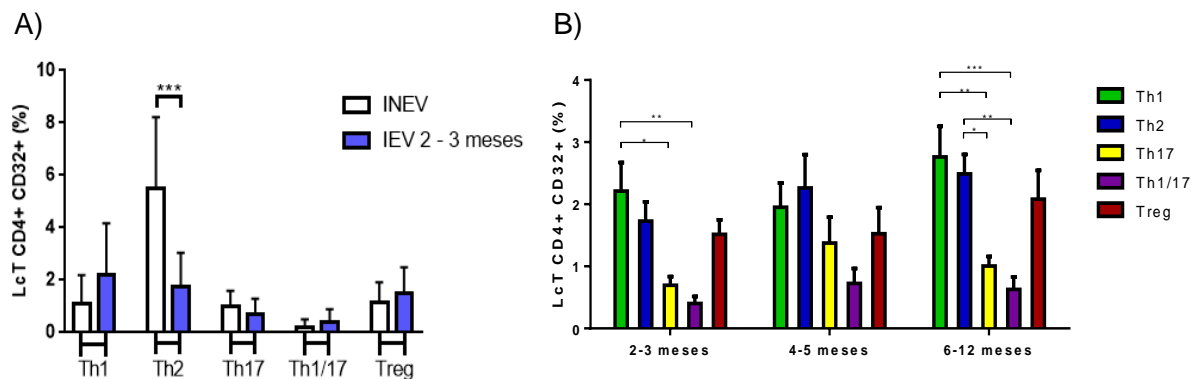 A)
LcT CD4+ CD32+ (%)
10
8
6
4
2
0
***
INEV
IEV 2 - 3 meses
Th1
Th2
Th17
Th1/17
Treg
B)
LcT CD4+ CD32+ (%)
4
3
2
1
0
**
*
***
**
**
*
2-3 meses
4-5 meses
6-12 meses
Th1
Th2
Th17
Th1/17
Treg